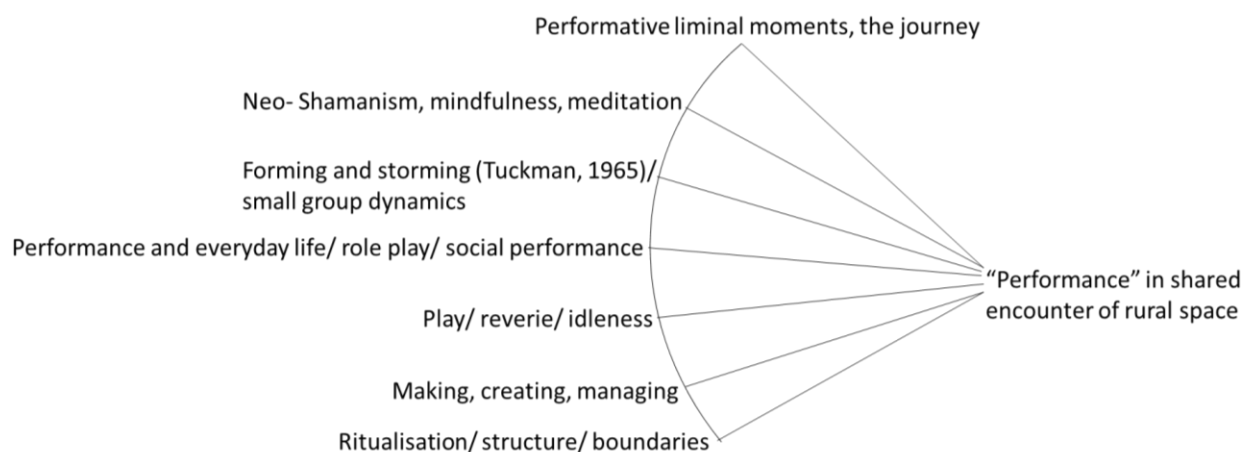 Performative liminal moments, the journey
Neo- Shamanism, mindfulness, meditation
Forming and storming (Tuckman, 1965)/
small group dynamics
Performance and everyday life/ role play/ social performance
“Performance” in shared
encounter of rural space
Play/ reverie/ idleness
Making, creating, managing
Ritualisation/ structure/ boundaries